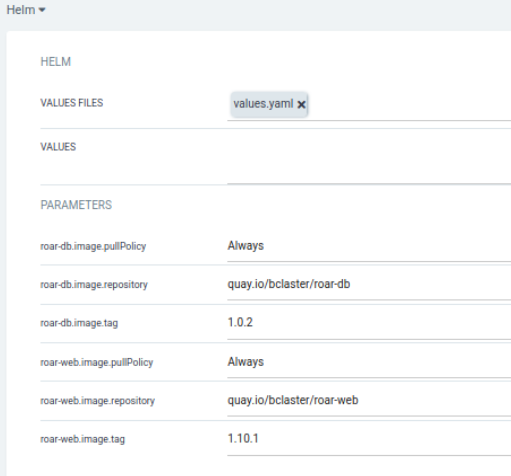 Helm
HELM
VALUES FILES values.yaml
VALUES
PARAMETERS
roar-db.image.pullPolicy Always
roar-db.image.repository quay.io/bclaster/roar-db
roar-db.image.tag 1.0.2
roar-web.image.pullPolicy Always
roar-web.image.repository quay.io/bclaster/roar-web
roar-web.image.tag 1.10.1